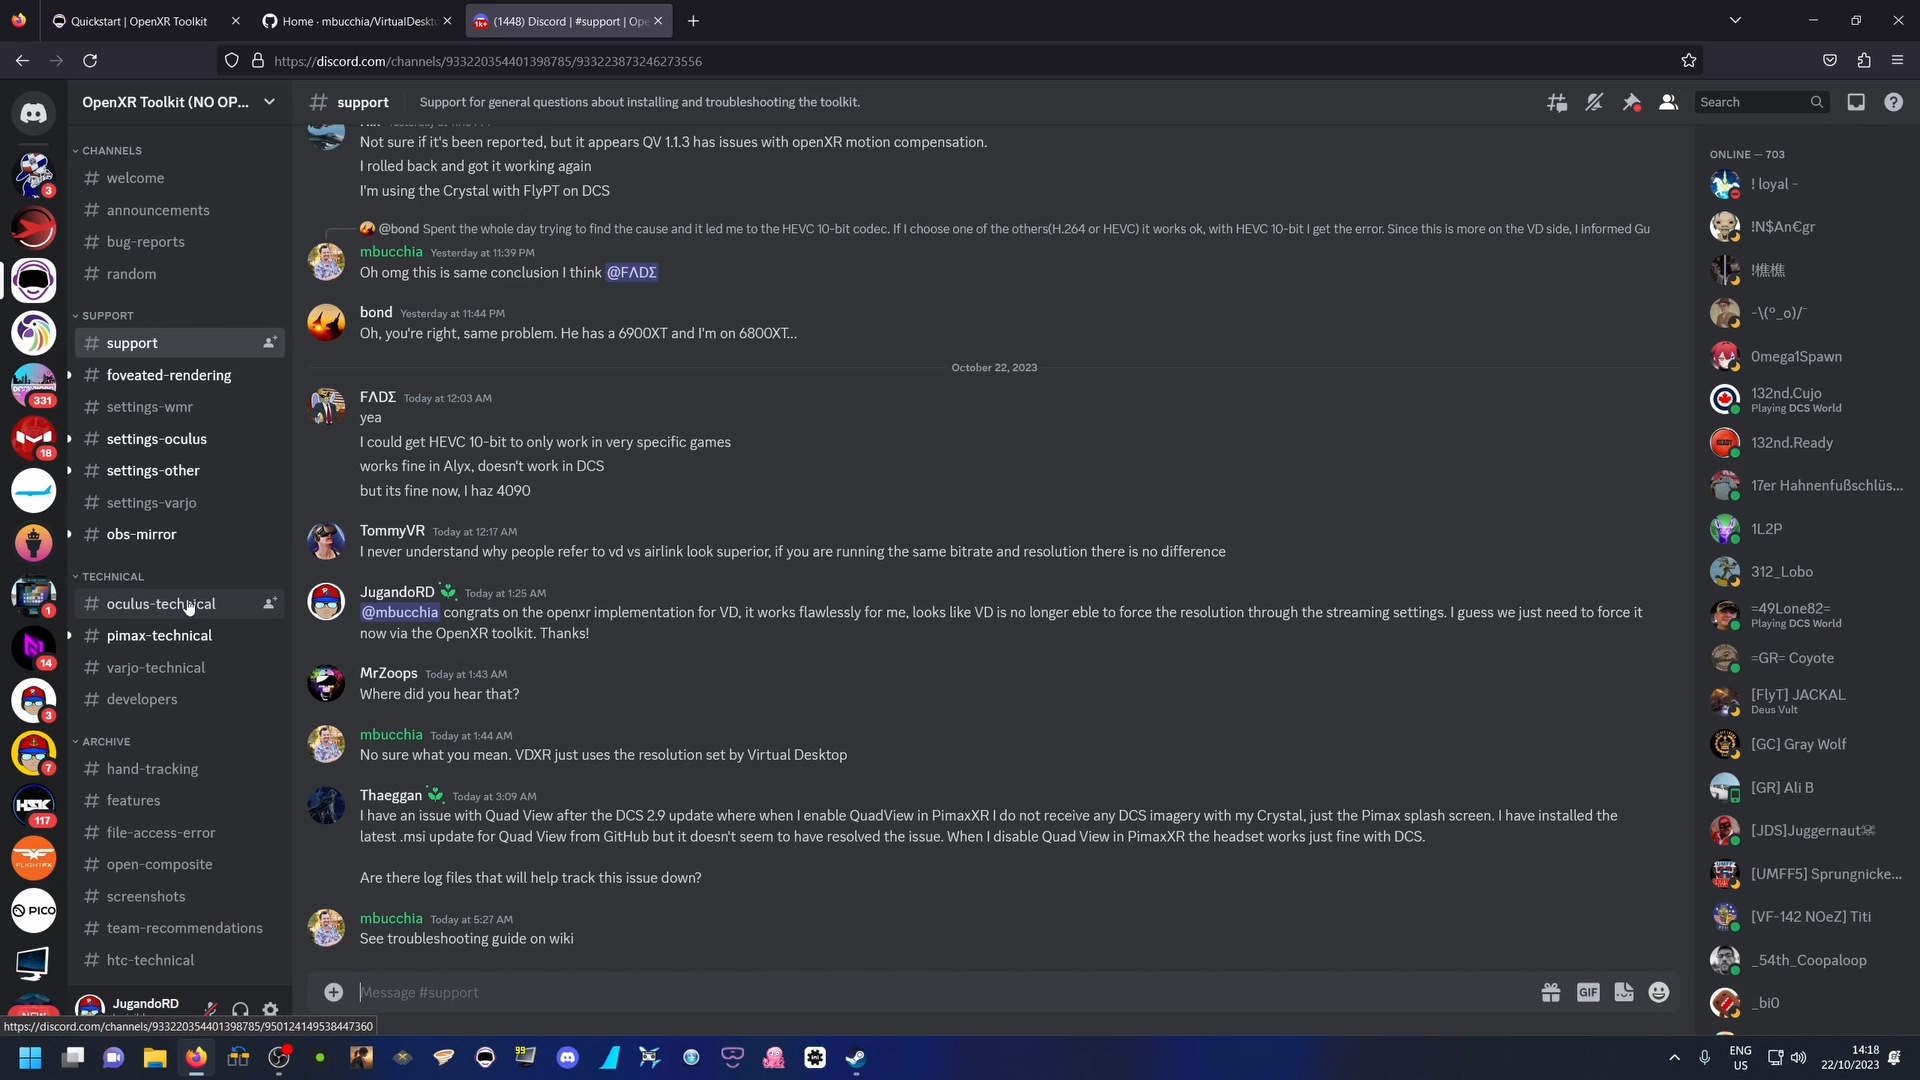 Quickstart | OpenXR Toolkit
Home · mbucchia/VirtualDeskto
(1448) Discord | #support | Ope
https://discord.com/channels/933220354401398785/933223873246273556
OpenXR Toolkit (NO OP...
support
Support for general questions about installing and troubleshooting the toolkit.
Search
CHANNELS
welcome
announcements
bug-reports
random
SUPPORT
support
foveated-rendering
settings-wmr
settings-oculus
settings-other
settings-varjo
obs-mirror
TECHNICAL
oculus-technical
pimax-technical
varjo-technical
developers
ARCHIVE
hand-tracking
features
file-access-error
open-composite
screenshots
team-recommendations
htc-technical
JugandoRD
https://discord.com/channels/933220354401398785/950124149538447360
3
331
18
1
14
3
7
HSK
117
FLIGHTFX
PICO
NEW
Not sure if it's been reported, but it appears QV 1.1.3 has issues with openXR motion compensation.
I rolled back and got it working again
I'm using the Crystal with FlyPT on DCS
@bond Spent the whole day trying to find the cause and it led me to the HEVC 10-bit codec. If I choose one of the others(H.264 or HEVC) it works ok, with HEVC 10-bit I get the error. Since this is more on the VD side, I informed Gu
mbucchia Yesterday at 11:39 PM
Oh omg this is same conclusion I think @FΛDΣ
bond Yesterday at 11:44 PM
Oh, you're right, same problem. He has a 6900XT and I'm on 6800XT...
October 22, 2023
FΛDΣ Today at 12:03 AM
yea
I could get HEVC 10-bit to only work in very specific games
works fine in Alyx, doesn't work in DCS
but its fine now, I haz 4090
TommyVR Today at 12:17 AM
I never understand why people refer to vd vs airlink look superior, if you are running the same bitrate and resolution there is no difference
JugandoRD Today at 1:25 AM
@mbucchia congrats on the openxr implementation for VD, it works flawlessly for me, looks like VD is no longer eble to force the resolution through the streaming settings. I guess we just need to force it
now via the OpenXR toolkit. Thanks!
MrZoops Today at 1:43 AM
Where did you hear that?
mbucchia Today at 1:44 AM
No sure what you mean. VDXR just uses the resolution set by Virtual Desktop
Thaeggan Today at 3:09 AM
I have an issue with Quad View after the DCS 2.9 update where when I enable QuadView in PimaxXR I do not receive any DCS imagery with my Crystal, just the Pimax splash screen. I have installed the
latest .msi update for Quad View from GitHub but it doesn't seem to have resolved the issue. When I disable Quad View in PimaxXR the headset works just fine with DCS.
Are there log files that will help track this issue down?
mbucchia Today at 5:27 AM
See troubleshooting guide on wiki
Message #support
GIF
ONLINE — 703
! loyal -
!N$An€gr
!樵樵
-\(°_o)/¯
0mega1Spawn
132nd.Cujo
Playing DCS World
132nd.Ready
17er Hahnenfußschlüs...
1L2P
312_Lobo
=49Lone82=
Playing DCS World
=GR= Coyote
[FlyT] JACKAL
Deus Vult
[GC] Gray Wolf
[GR] Ali B
[JDS]Juggernaut☠
[UMFF5] Sprungnicke...
[VF-142 NOeZ] Titi
_54th_Coopaloop
_bi0
ENG
US
14:18
22/10/2023